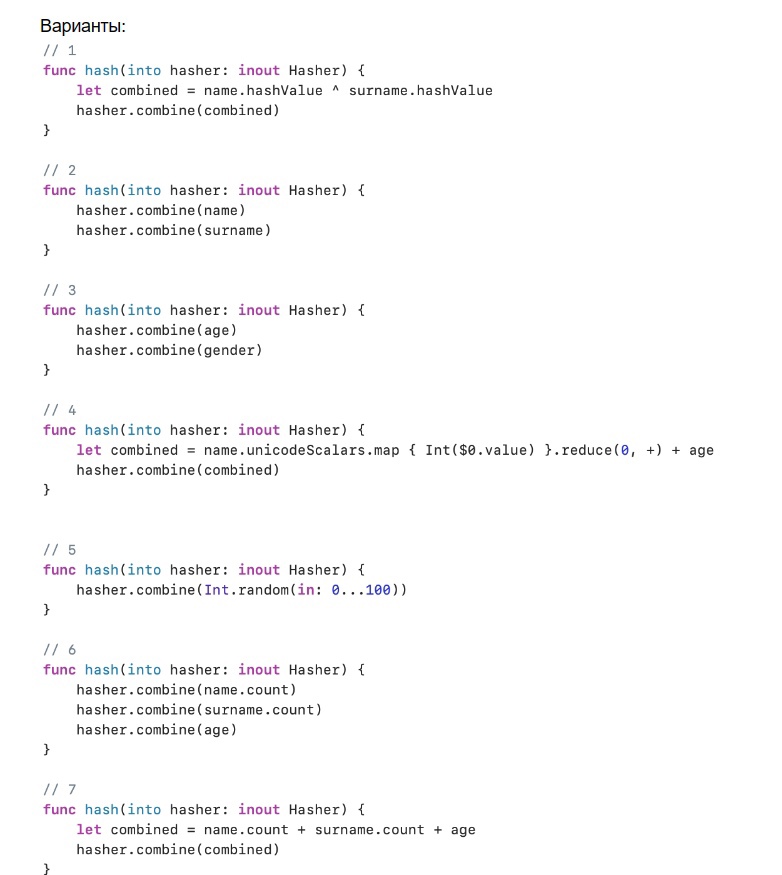 Варианты:
// 1
func hash(into hasher: inout Hasher) {
    let combined = name.hashValue ^ surname.hashValue
    hasher.combine(combined)
}
// 2
func hash(into hasher: inout Hasher) {
    hasher.combine(name)
    hasher.combine(surname)
}
// 3
func hash(into hasher: inout Hasher) {
    hasher.combine(age)
    hasher.combine(gender)
}
// 4
func hash(into hasher: inout Hasher) {
    let combined = name.unicodeScalars.map { Int($0.value) }.reduce(0, +) + age
    hasher.combine(combined)
}
// 5
func hash(into hasher: inout Hasher) {
    hasher.combine(Int.random(in: 0...100))
}
// 6
func hash(into hasher: inout Hasher) {
    hasher.combine(name.count)
    hasher.combine(surname.count)
    hasher.combine(age)
}
// 7
func hash(into hasher: inout Hasher) {
    let combined = name.count + surname.count + age
    hasher.combine(combined)
}